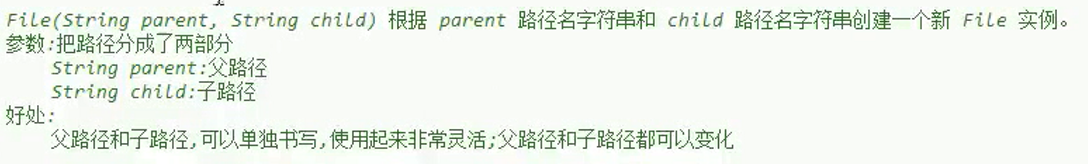 File(String parent, String child) 根据 parent 路径名字符串和 child 路径名字符串创建一个新 File 实例。
参数:把路径分成了两部分
String parent:父路径
String child:子路径
好处:
父路径和子路径,可以单独书写,使用起来非常灵活;父路径和子路径都可以变化